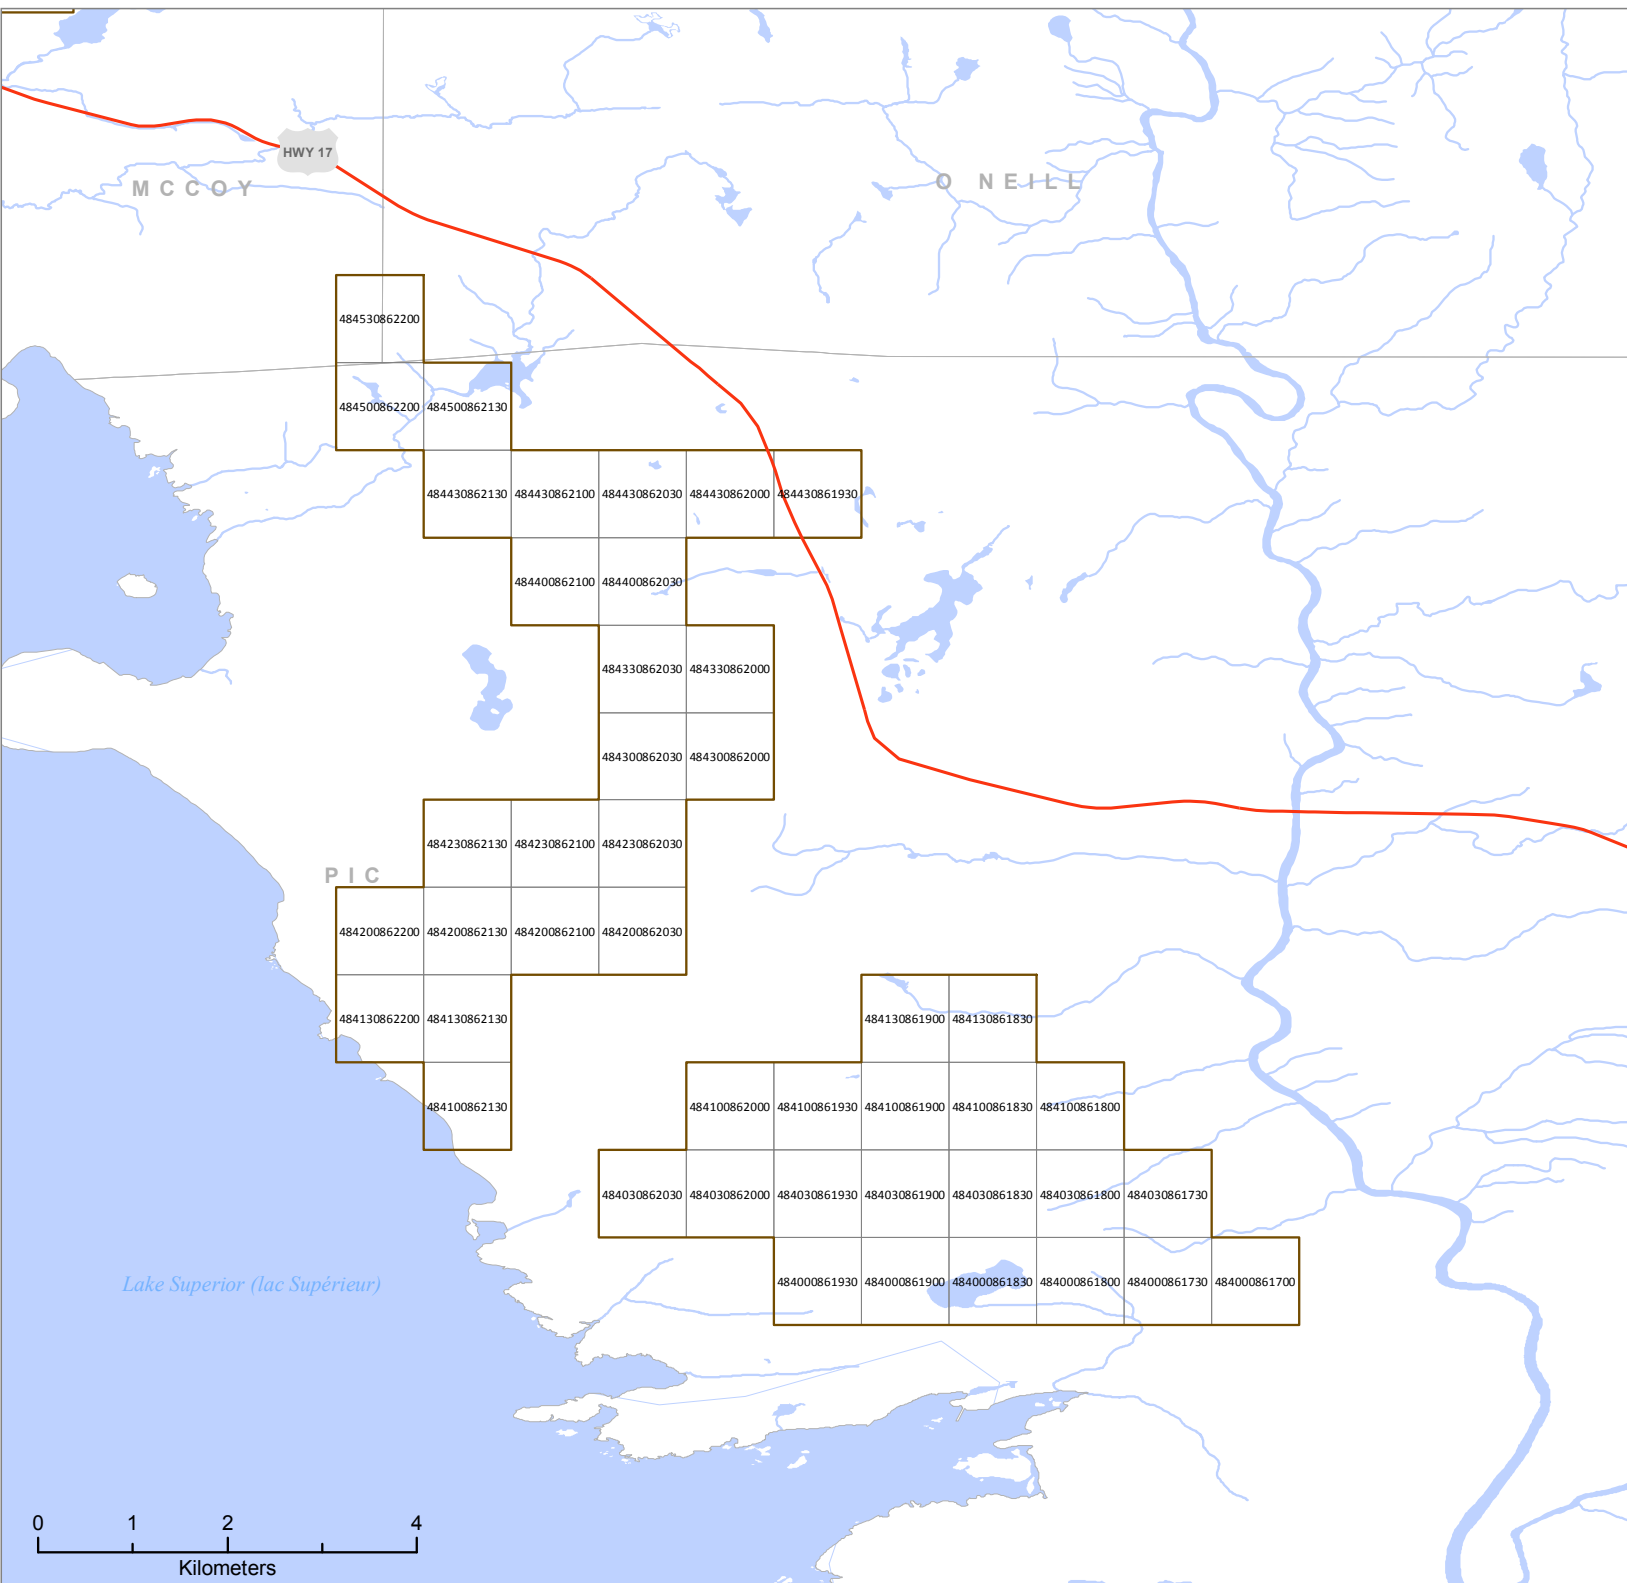 HWY 17
MCCOY
O NEILL
484530862200
484500862200 484500862130
484430862130 484430862100 484430862030 484430862000 484430861930
484400862100 484400862030
484330862030 484330862000
484300862030 484300862000
484230862130 484230862100 484230862030
PIC
484200862200 484200862130 484200862100 484200862030
484130862200 484130862130 484130861900 484130861830
484100862130 484100862000 484100861930 484100861900 484100861830 484100861800
484030862030 484030862000 484030861930 484030861900 484030861830 484030861800 484030861730
484000861930 484000861900 484000861830 484000861800 484000861730 484000861700
Lake Superior (lac Supérieur)
0 1 2 4
Kilometers